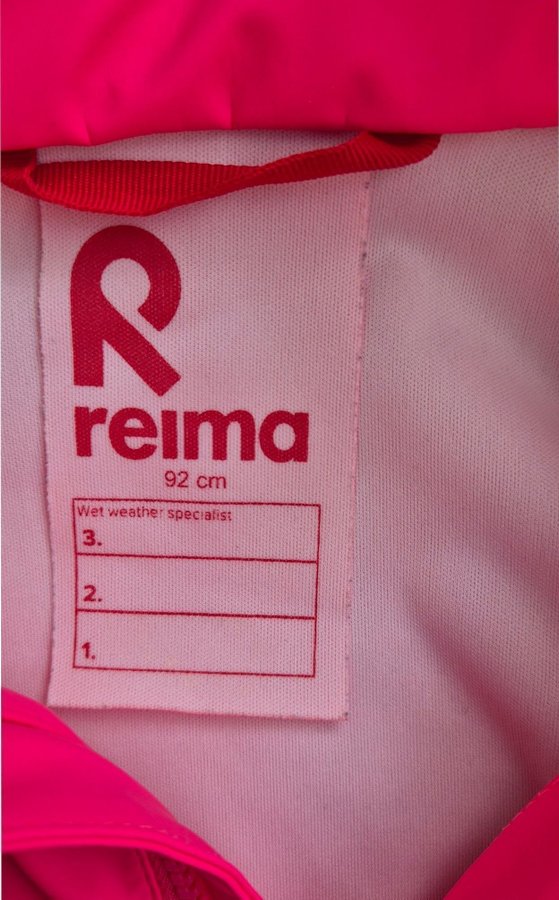 reima
92 cm
Wet weather specialist
3.
2.
1.